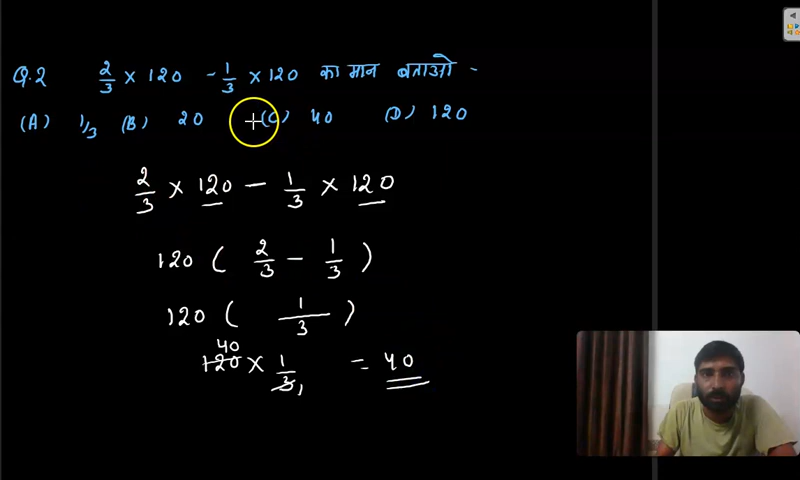 Q.2 2/3 × 120 - 1/3 × 120 का मान बताओ -
(A) 1/3 (B) 20 (C) 40 (D) 120
2/3 × 120 - 1/3 × 120
120 ( 2/3 - 1/3 )
120 ( 1/3 )
40
120 × 1/3 1 = 40